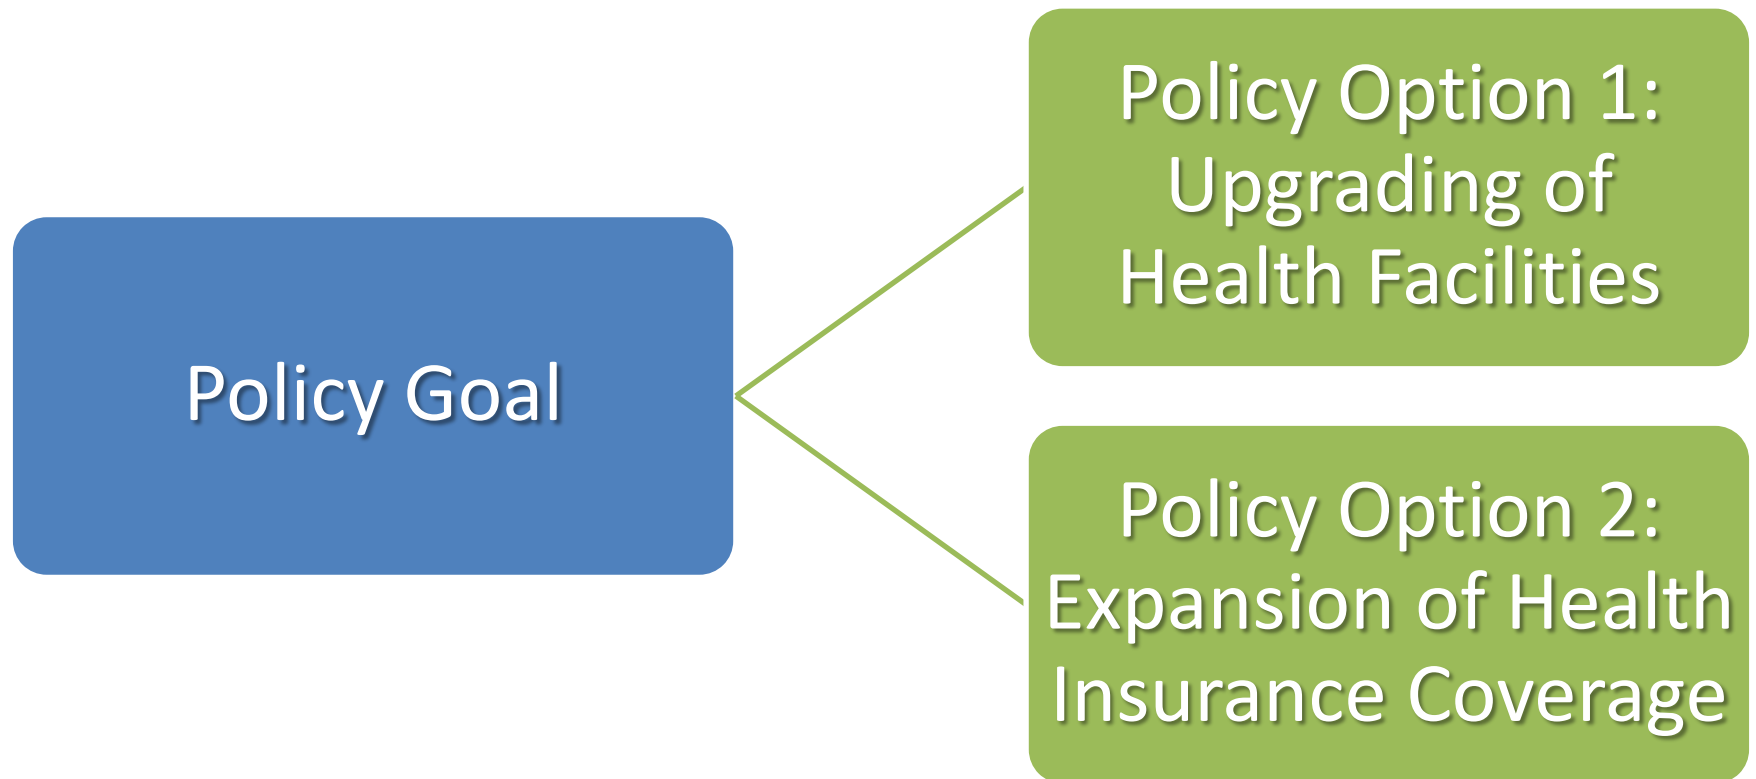 Policy Goal
Policy Option 1:
Upgrading of
Health Facilities
Policy Option 2:
Expansion of Health
Insurance Coverage